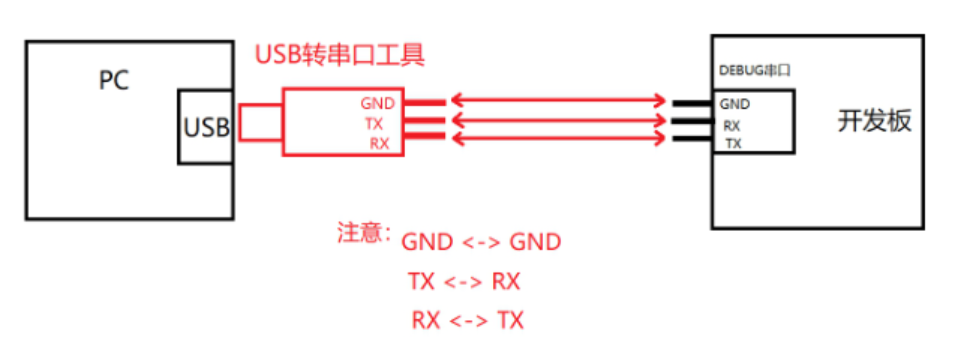 PC
USB
USB转串口工具
GND
TX
RX
DEBUG串口
GND
RX
TX
开发板
注意：GND <-> GND
TX <-> RX
RX <-> TX